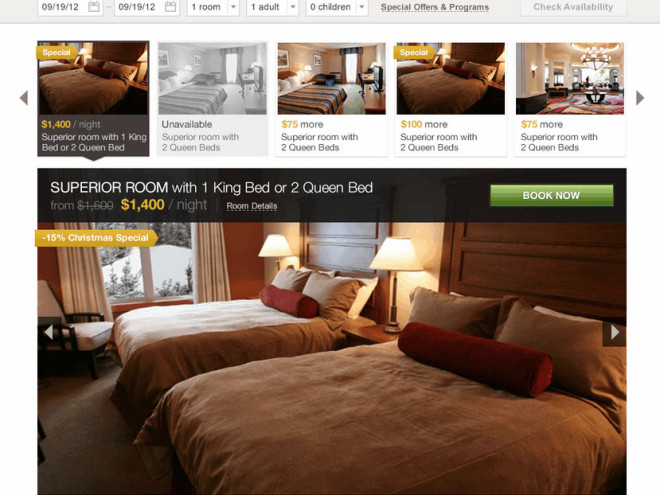 09/19/12 – 09/19/12 1 room 1 adult 0 children Special Offers & Programs Check Availability
Special
$1,400 / night
Superior room with 1 King
Bed or 2 Queen Bed
Unavailable
Superior room with
2 Queen Beds
$75 more
Superior room with
2 Queen Beds
Special
$100 more
Superior room with
2 Queen Beds
$75 more
Superior room with
2 Queen Beds
SUPERIOR ROOM with 1 King Bed or 2 Queen Bed
from $1,600 $1,400 / night Room Details
BOOK NOW
-15% Christmas Special